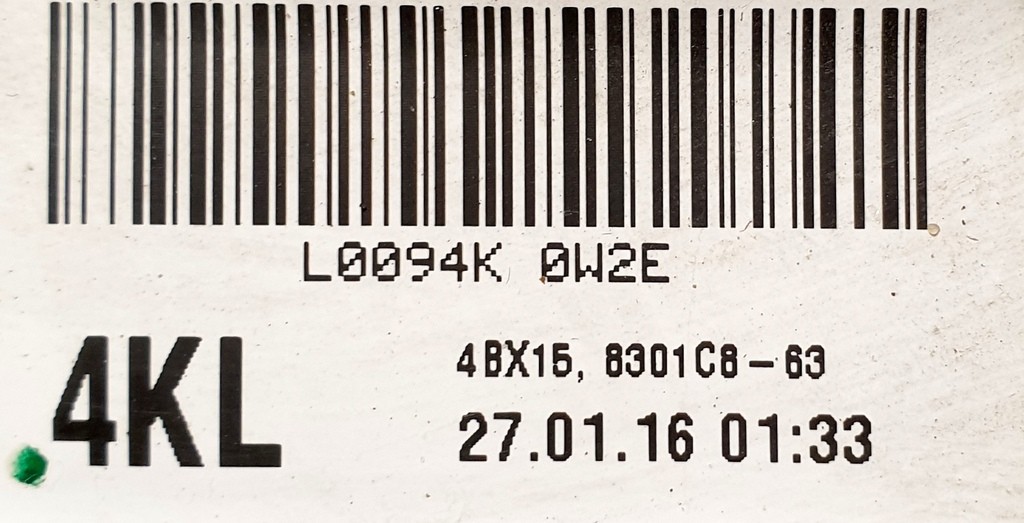 L0094K 0W2E
4KL
4BX15, 8301C8-63
27.01.16 01:33